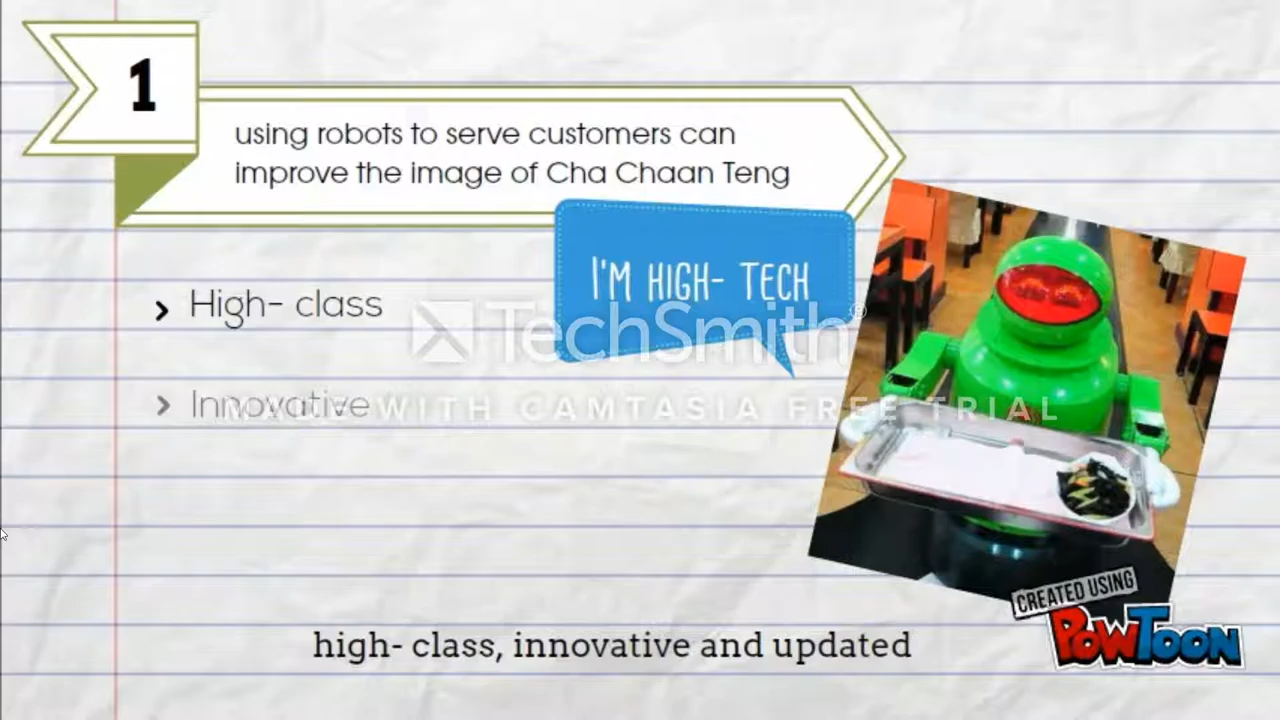 1
using robots to serve customers can
improve the image of Cha Chaan Teng
I'M HIGH- TECH
High- class
TechSmith®
Innovative
MADE WITH CAMTASIA FREE TRIAL
high- class, innovative and updated
CREATED USING
POWTOON